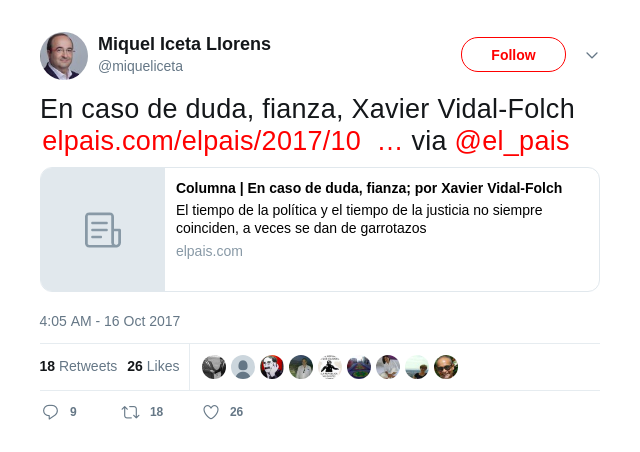 Miquel Iceta Llorens
@miqueliceta
Follow
En caso de duda, fianza, Xavier Vidal-Folch
elpais.com/elpais/2017/10 … via @el_pais
Columna | En caso de duda, fianza; por Xavier Vidal-Folch
El tiempo de la política y el tiempo de la justicia no siempre
coinciden, a veces se dan de garrotazos
elpais.com
4:05 AM - 16 Oct 2017
18 Retweets 26 Likes
9 18 26